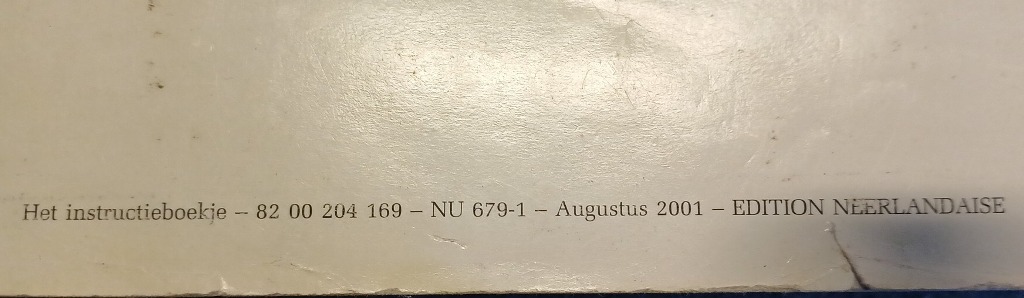 Het instructieboekje – 82 00 204 169 – NU 679-1 – Augustus 2001 – EDITION NEERLANDAISE